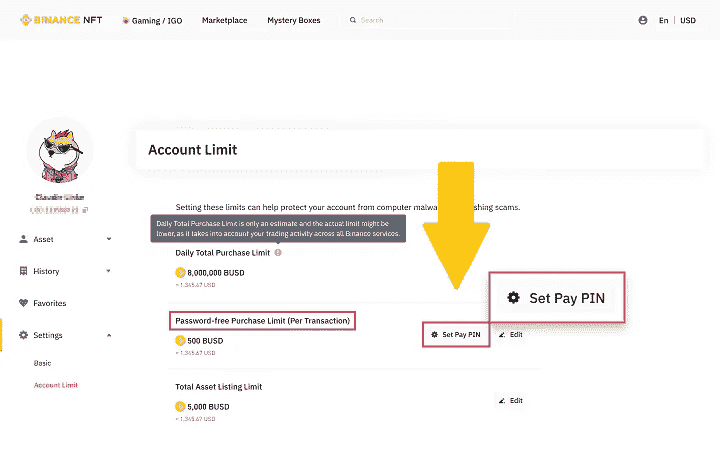 BINANCE NFT
Gaming / IGO
Marketplace
Mystery Boxes
Search
En | USD
Account Limit
Setting these limits can help protect your account from computer malwa shing scams.
Daily Total Purchase Limit is only an estimate and the actual limit might be
lower, as it takes into account your trading activity across all Binance services.
Asset
Daily Total Purchase Limit
History
8,000,000 BUSD
≈ 1,345.67 USD
Set Pay PIN
Favorites
Password-free Purchase Limit (Per Transaction)
Settings
500 BUSD
≈ 1,345.67 USD
Set Pay PIN
Edit
Basic
Account Limit
Total Asset Listing Limit
5,000 BUSD
≈ 1,345.67 USD
Edit